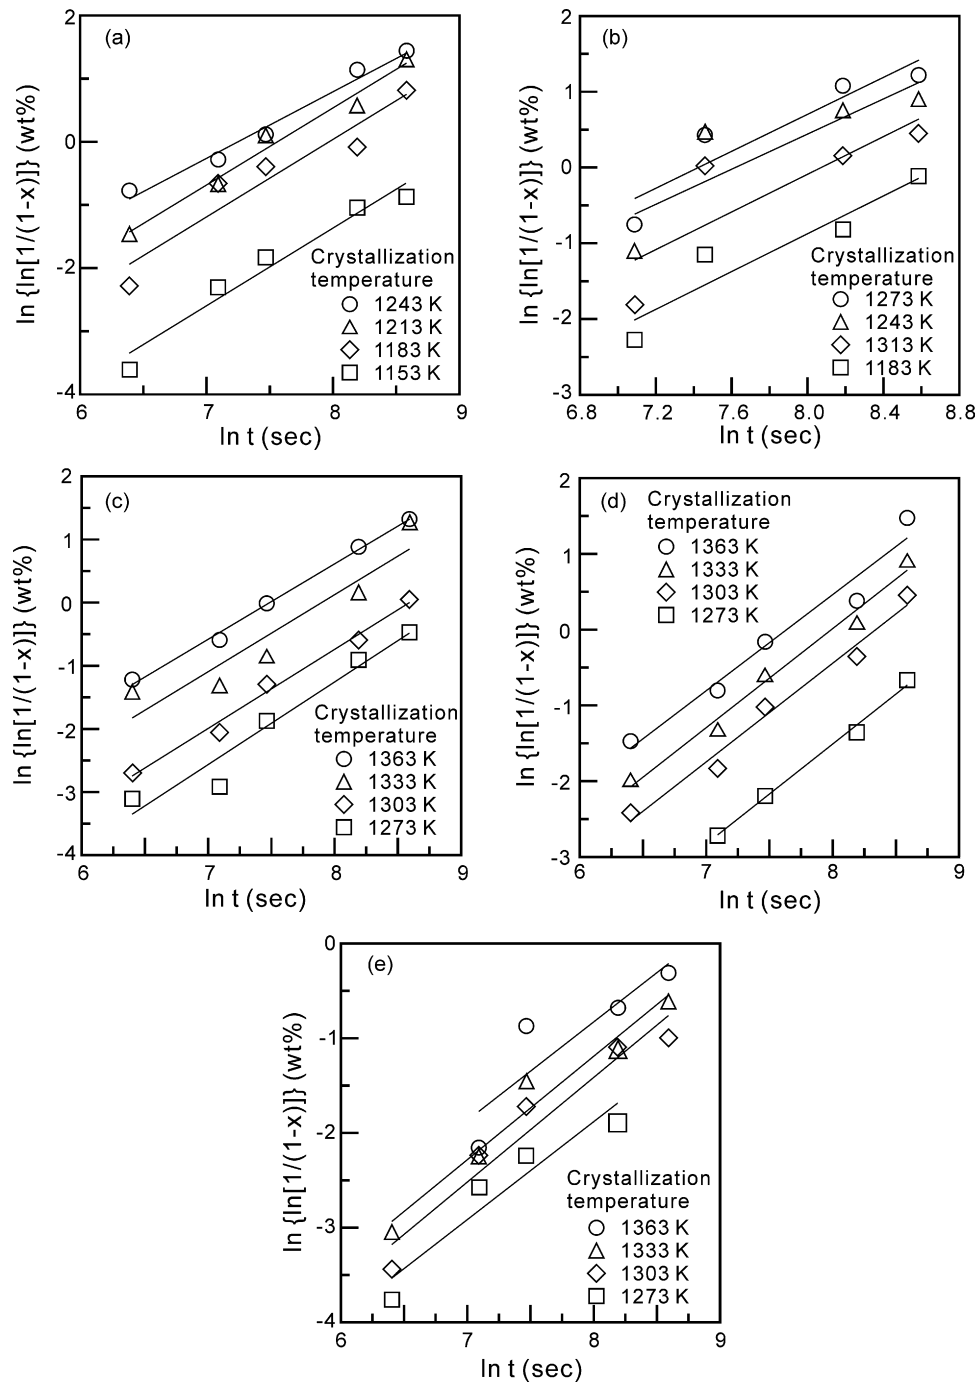 (a)
ln {ln[1/(1-x)]} (wt%)
2
0
-2
-4
6 7 8 9
ln t (sec)
Crystallization
temperature
1243 K
1213 K
1183 K
1153 K
(b)
ln {ln[1/(1-x)]} (wt%)
2
1
0
-1
-2
-3
6.8 7.2 7.6 8.0 8.4 8.8
ln t (sec)
Crystallization
temperature
1273 K
1243 K
1313 K
1183 K
(c)
ln {ln[1/(1-x)]} (wt%)
2
1
0
-1
-2
-3
-4
6 7 8 9
ln t (sec)
Crystallization
temperature
1363 K
1333 K
1303 K
1273 K
(d)
ln {ln[1/(1-x)]} (wt%)
2
1
0
-1
-2
-3
6 7 8 9
ln t (sec)
Crystallization
temperature
1363 K
1333 K
1303 K
1273 K
(e)
ln {ln[1/(1-x)]} (wt%)
0
-1
-2
-3
-4
6 7 8 9
ln t (sec)
Crystallization
temperature
1363 K
1333 K
1303 K
1273 K